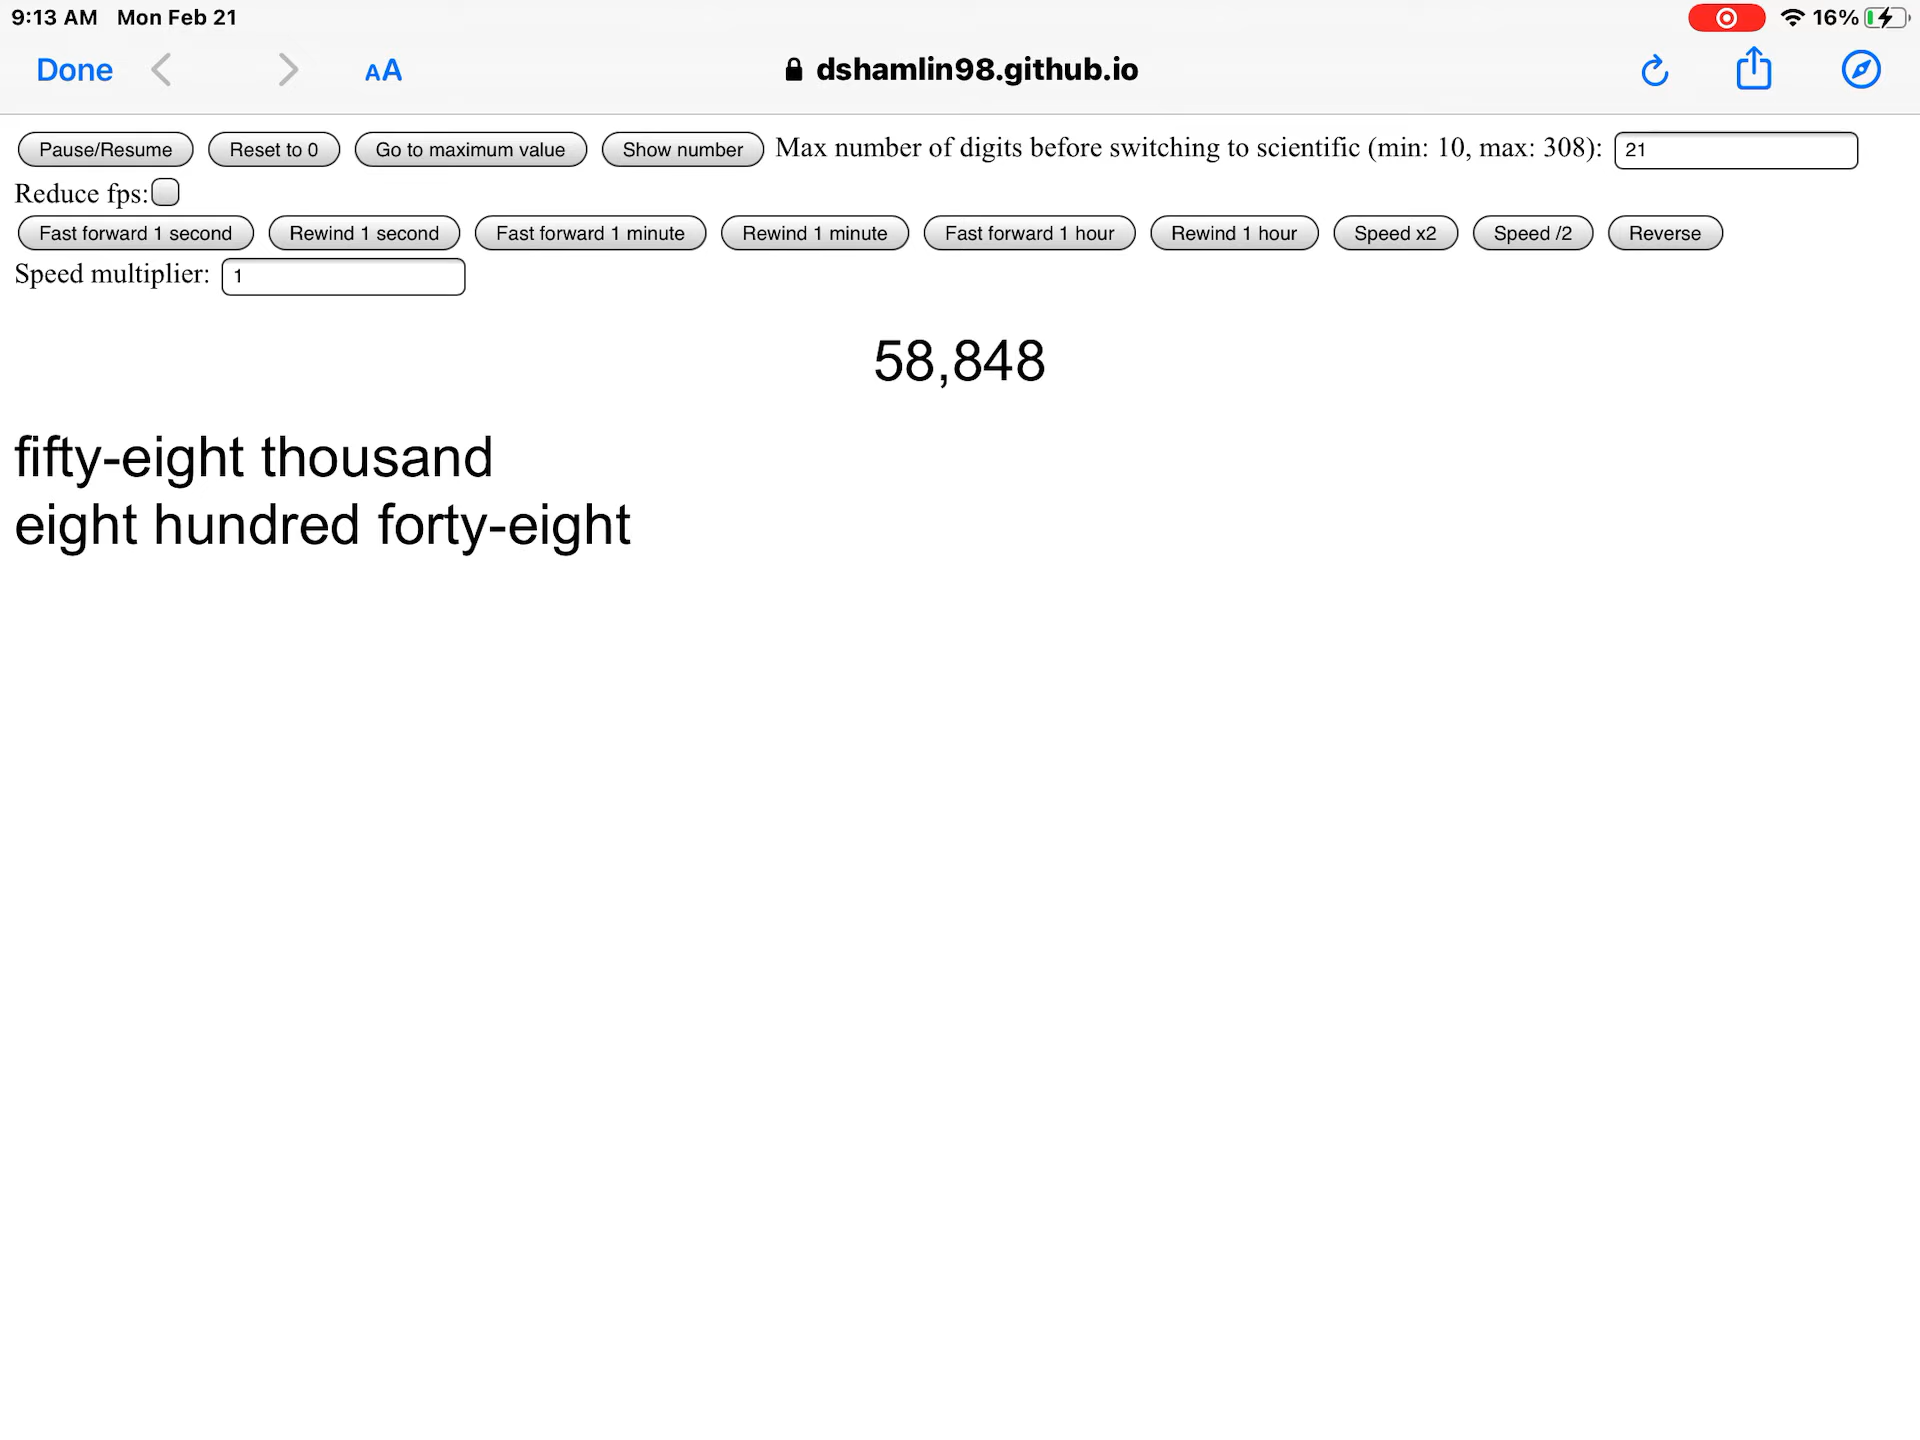 9:13 AM Mon Feb 21 16%
Done AA dshamlin98.github.io
Pause/Resume Reset to 0 Go to maximum value Show number Max number of digits before switching to scientific (min: 10, max: 308): 21
Reduce fps:
Fast forward 1 second Rewind 1 second Fast forward 1 minute Rewind 1 minute Fast forward 1 hour Rewind 1 hour Speed x2 Speed /2 Reverse
Speed multiplier: 1
58,848
fifty-eight thousand
eight hundred forty-eight